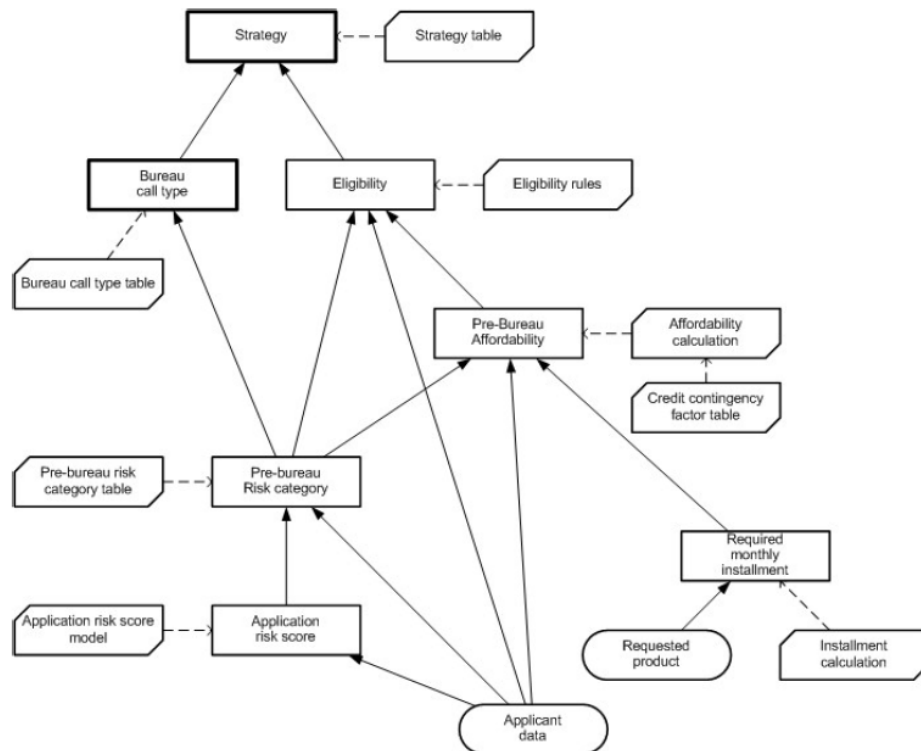 Strategy
Strategy table
Bureau
call type
Eligibility
Eligibility rules
Bureau call type table
Pre-Bureau
Affordability
Affordability
calculation
Credit contingency
factor table
Pre-bureau risk
category table
Pre-bureau
Risk category
Required
monthly
installment
Application risk score
model
Application
risk score
Requested
product
Installment
calculation
Applicant
data